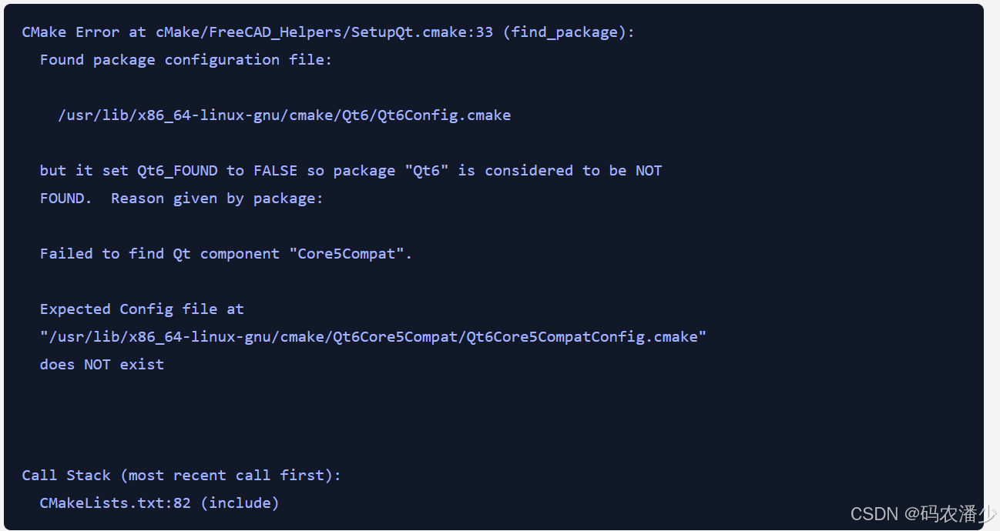 CMake Error at cMake/FreeCAD_Helpers/SetupQt.cmake:33 (find_package):
Found package configuration file:
/usr/lib/x86_64-linux-gnu/cmake/Qt6/Qt6Config.cmake
but it set Qt6_FOUND to FALSE so package "Qt6" is considered to be NOT
FOUND.  Reason given by package:
Failed to find Qt component "Core5Compat".
Expected Config file at
"/usr/lib/x86_64-linux-gnu/cmake/Qt6Core5Compat/Qt6Core5CompatConfig.cmake"
does NOT exist
Call Stack (most recent call first):
CMakeLists.txt:82 (include)
CSDN @码农潘少